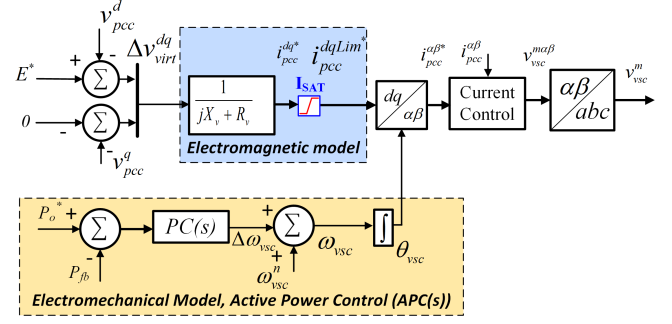 v_pcc^d
-
Δv_virt^dq
E* + Σ -
0 - Σ -
- v_pcc^q
1
jX_v + R_v
i_pcc^dq* i_pcc^dqLim*
I_SAT
Electromagnetic model
dq
αβ
i_pcc^αβ* i_pcc^αβ
Current
Control
v_vsc^mαβ
αβ
abc
v_vsc^m
P_o* + Σ
-
P_fb
PC(s)
Δω_vsc
+ Σ
+
ω_vsc^n
ω_vsc
∫
θ_vsc
Electromechanical Model, Active Power Control (APC(s))